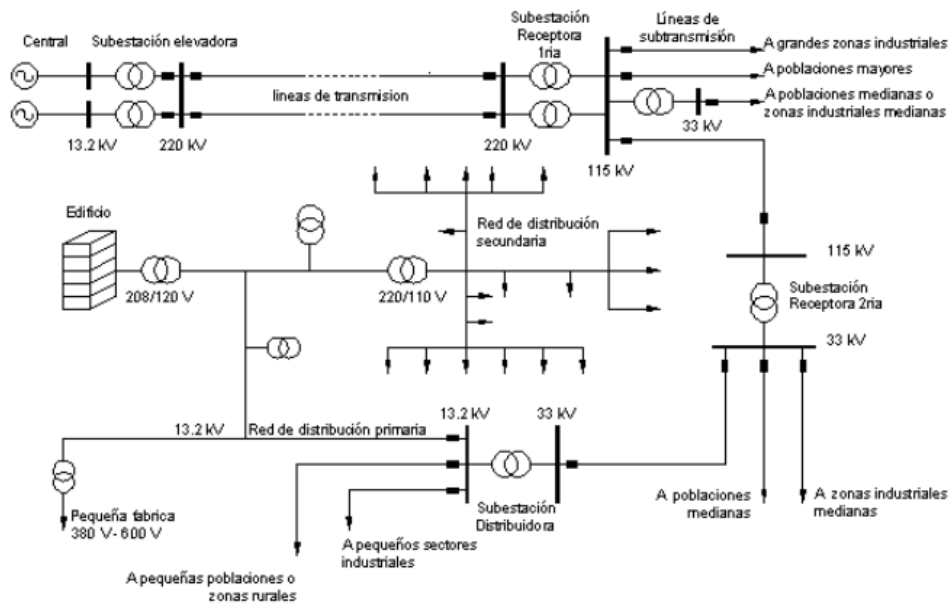 Central
Subestación elevadora
Subestación
Receptora
1ria
Líneas de
subtransmisión
A grandes zonas industriales
A poblaciones mayores
A poblaciones medianas o
zonas industriales medianas
lineas de transmision
13.2 kV
220 kV
220 kV
115 kV
33 kV
Edificio
208/120 V
220/110 V
Red de distribución
secundaria
115 kV
Subestación
Receptora 2ria
33 kV
13.2 kV
Red de distribución primaria
13.2 kV
33 kV
Subestación
Distribuidora
A poblaciones
medianas
A zonas industriales
medianas
Pequeña fabrica
380 V- 600 V
A pequeños sectores
industriales
A pequeñas poblaciones o
zonas rurales